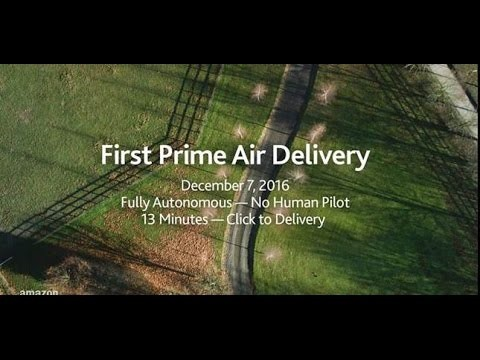 First Prime Air Delivery
December 7, 2016
Fully Autonomous — No Human Pilot
13 Minutes — Click to Delivery
amazon